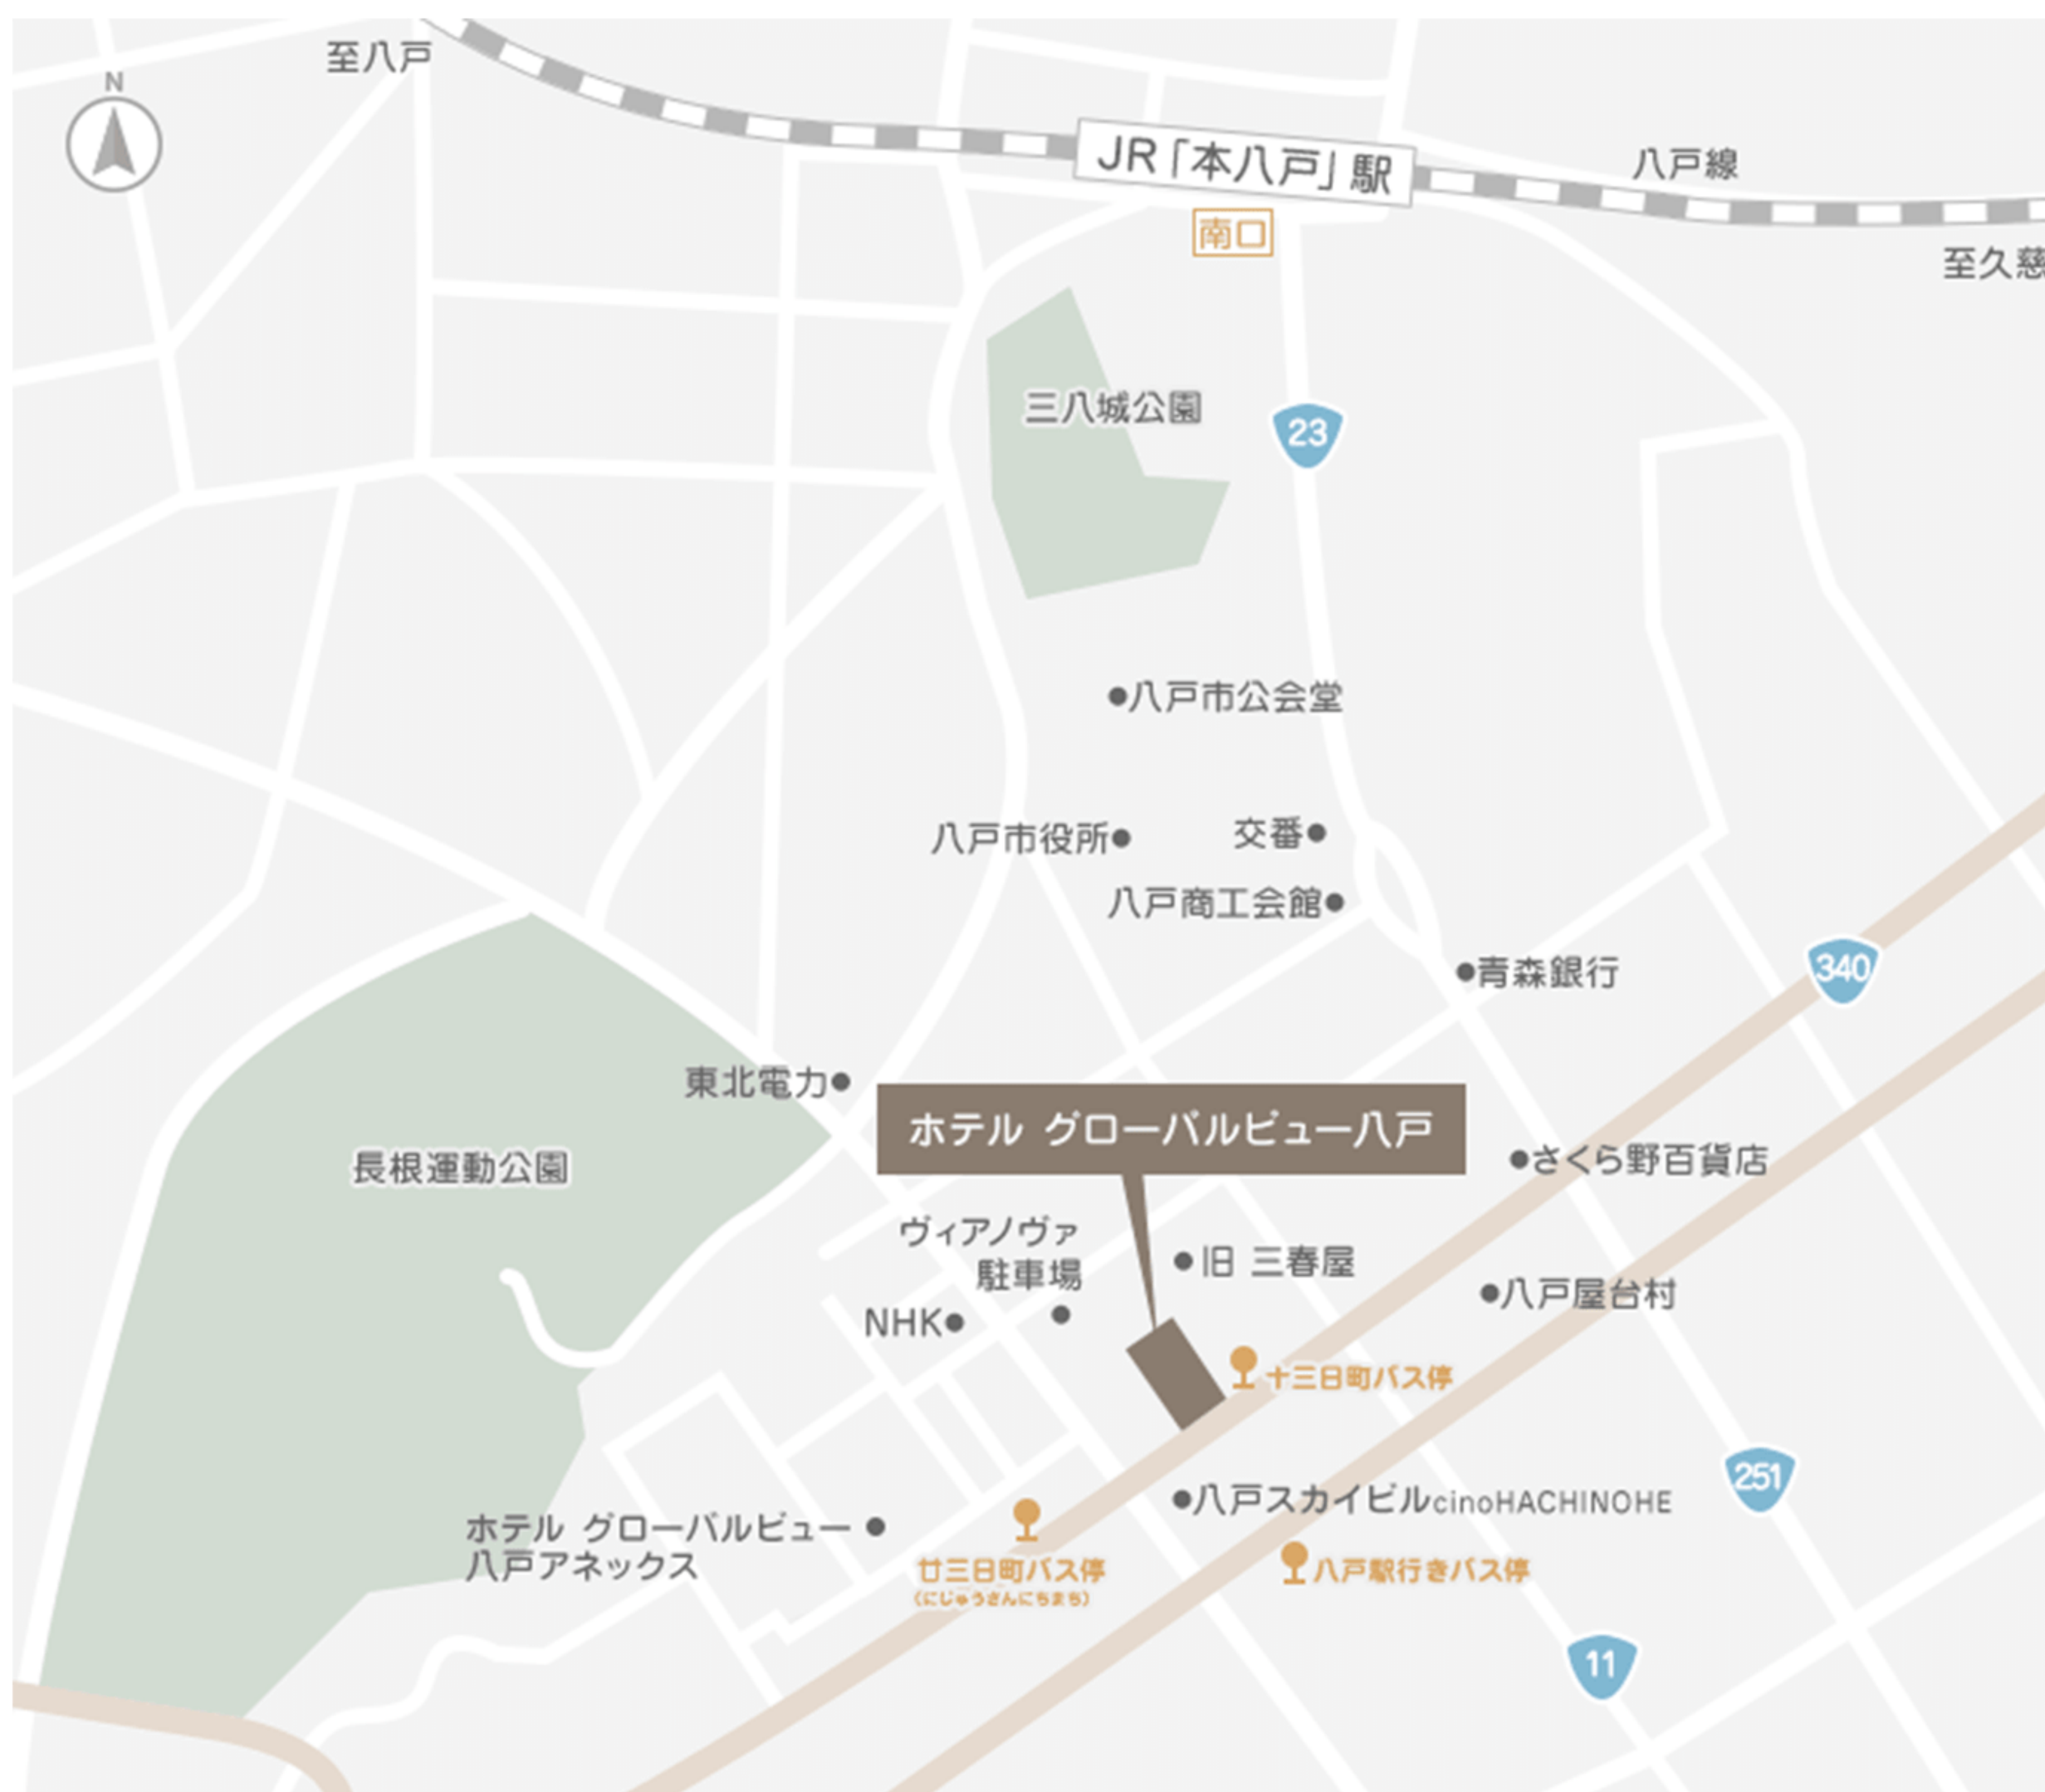 至八戸
N
JR「本八戸」駅
八戸線
南口
至久慈
三八城公園
23
八戸市公会堂
八戸市役所
交番
八戸商工会館
青森銀行
340
東北電力
ホテル グローバルビュー八戸
長根運動公園
さくら野百貨店
ヴィアノヴァ
駐車場
旧 三春屋
八戸屋台村
NHK
十三日町バス停
251
八戸スカイビルcinoHACHINOHE
ホテル グローバルビュー
八戸アネックス
廿三日町バス停
(にじゅうさんにちまち)
八戸駅行きバス停
11